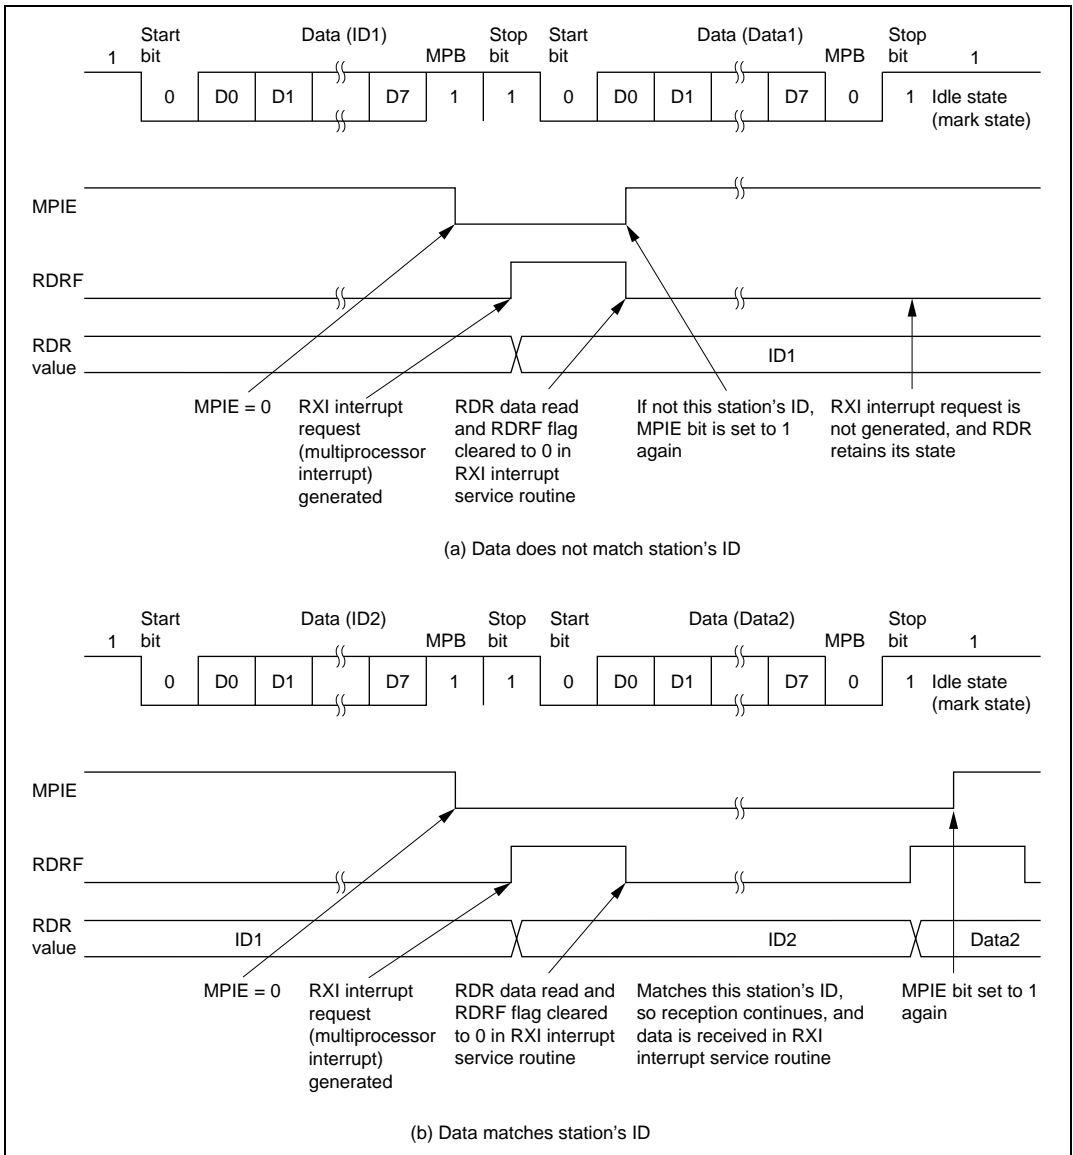 Start Data (ID1) Stop Start Data (Data1) Stop
1 bit MPB bit bit MPB bit 1
0 D0 D1 D7 1 1 0 D0 D1 D7 0 1 Idle state
(mark state)
MPIE
RDRF
RDR
value
ID1
MPIE = 0
RXI interrupt
request
(multiprocessor
interrupt)
generated
RDR data read
and RDRF flag
cleared to 0 in
RXI interrupt
service routine
If not this station's ID,
MPIE bit is set to 1
again
RXI interrupt request is
not generated, and RDR
retains its state
(a) Data does not match station's ID
Start Data (ID2) Stop Start Data (Data2) Stop
1 bit MPB bit bit MPB bit 1
0 D0 D1 D7 1 1 0 D0 D1 D7 0 1 Idle state
(mark state)
MPIE
RDRF
RDR
value
ID1 ID2 Data2
MPIE = 0
RXI interrupt
request
(multiprocessor
interrupt)
generated
RDR data read and
RDRF flag cleared
to 0 in RXI interrupt
service routine
Matches this station's ID,
so reception continues, and
data is received in RXI
interrupt service routine
MPIE bit set to 1
again
(b) Data matches station's ID